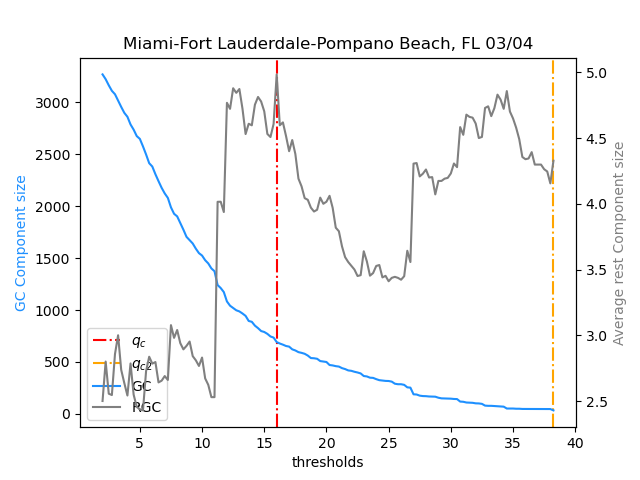 Miami-Fort Lauderdale-Pompano Beach, FL 03/04
GC Component size
3000
2500
2000
1500
1000
500
0
5.0
4.5
4.0
3.5
3.0
2.5
Average rest Component size
q_c
q_c2
GC
RGC
5 10 15 20 25 30 35 40
thresholds